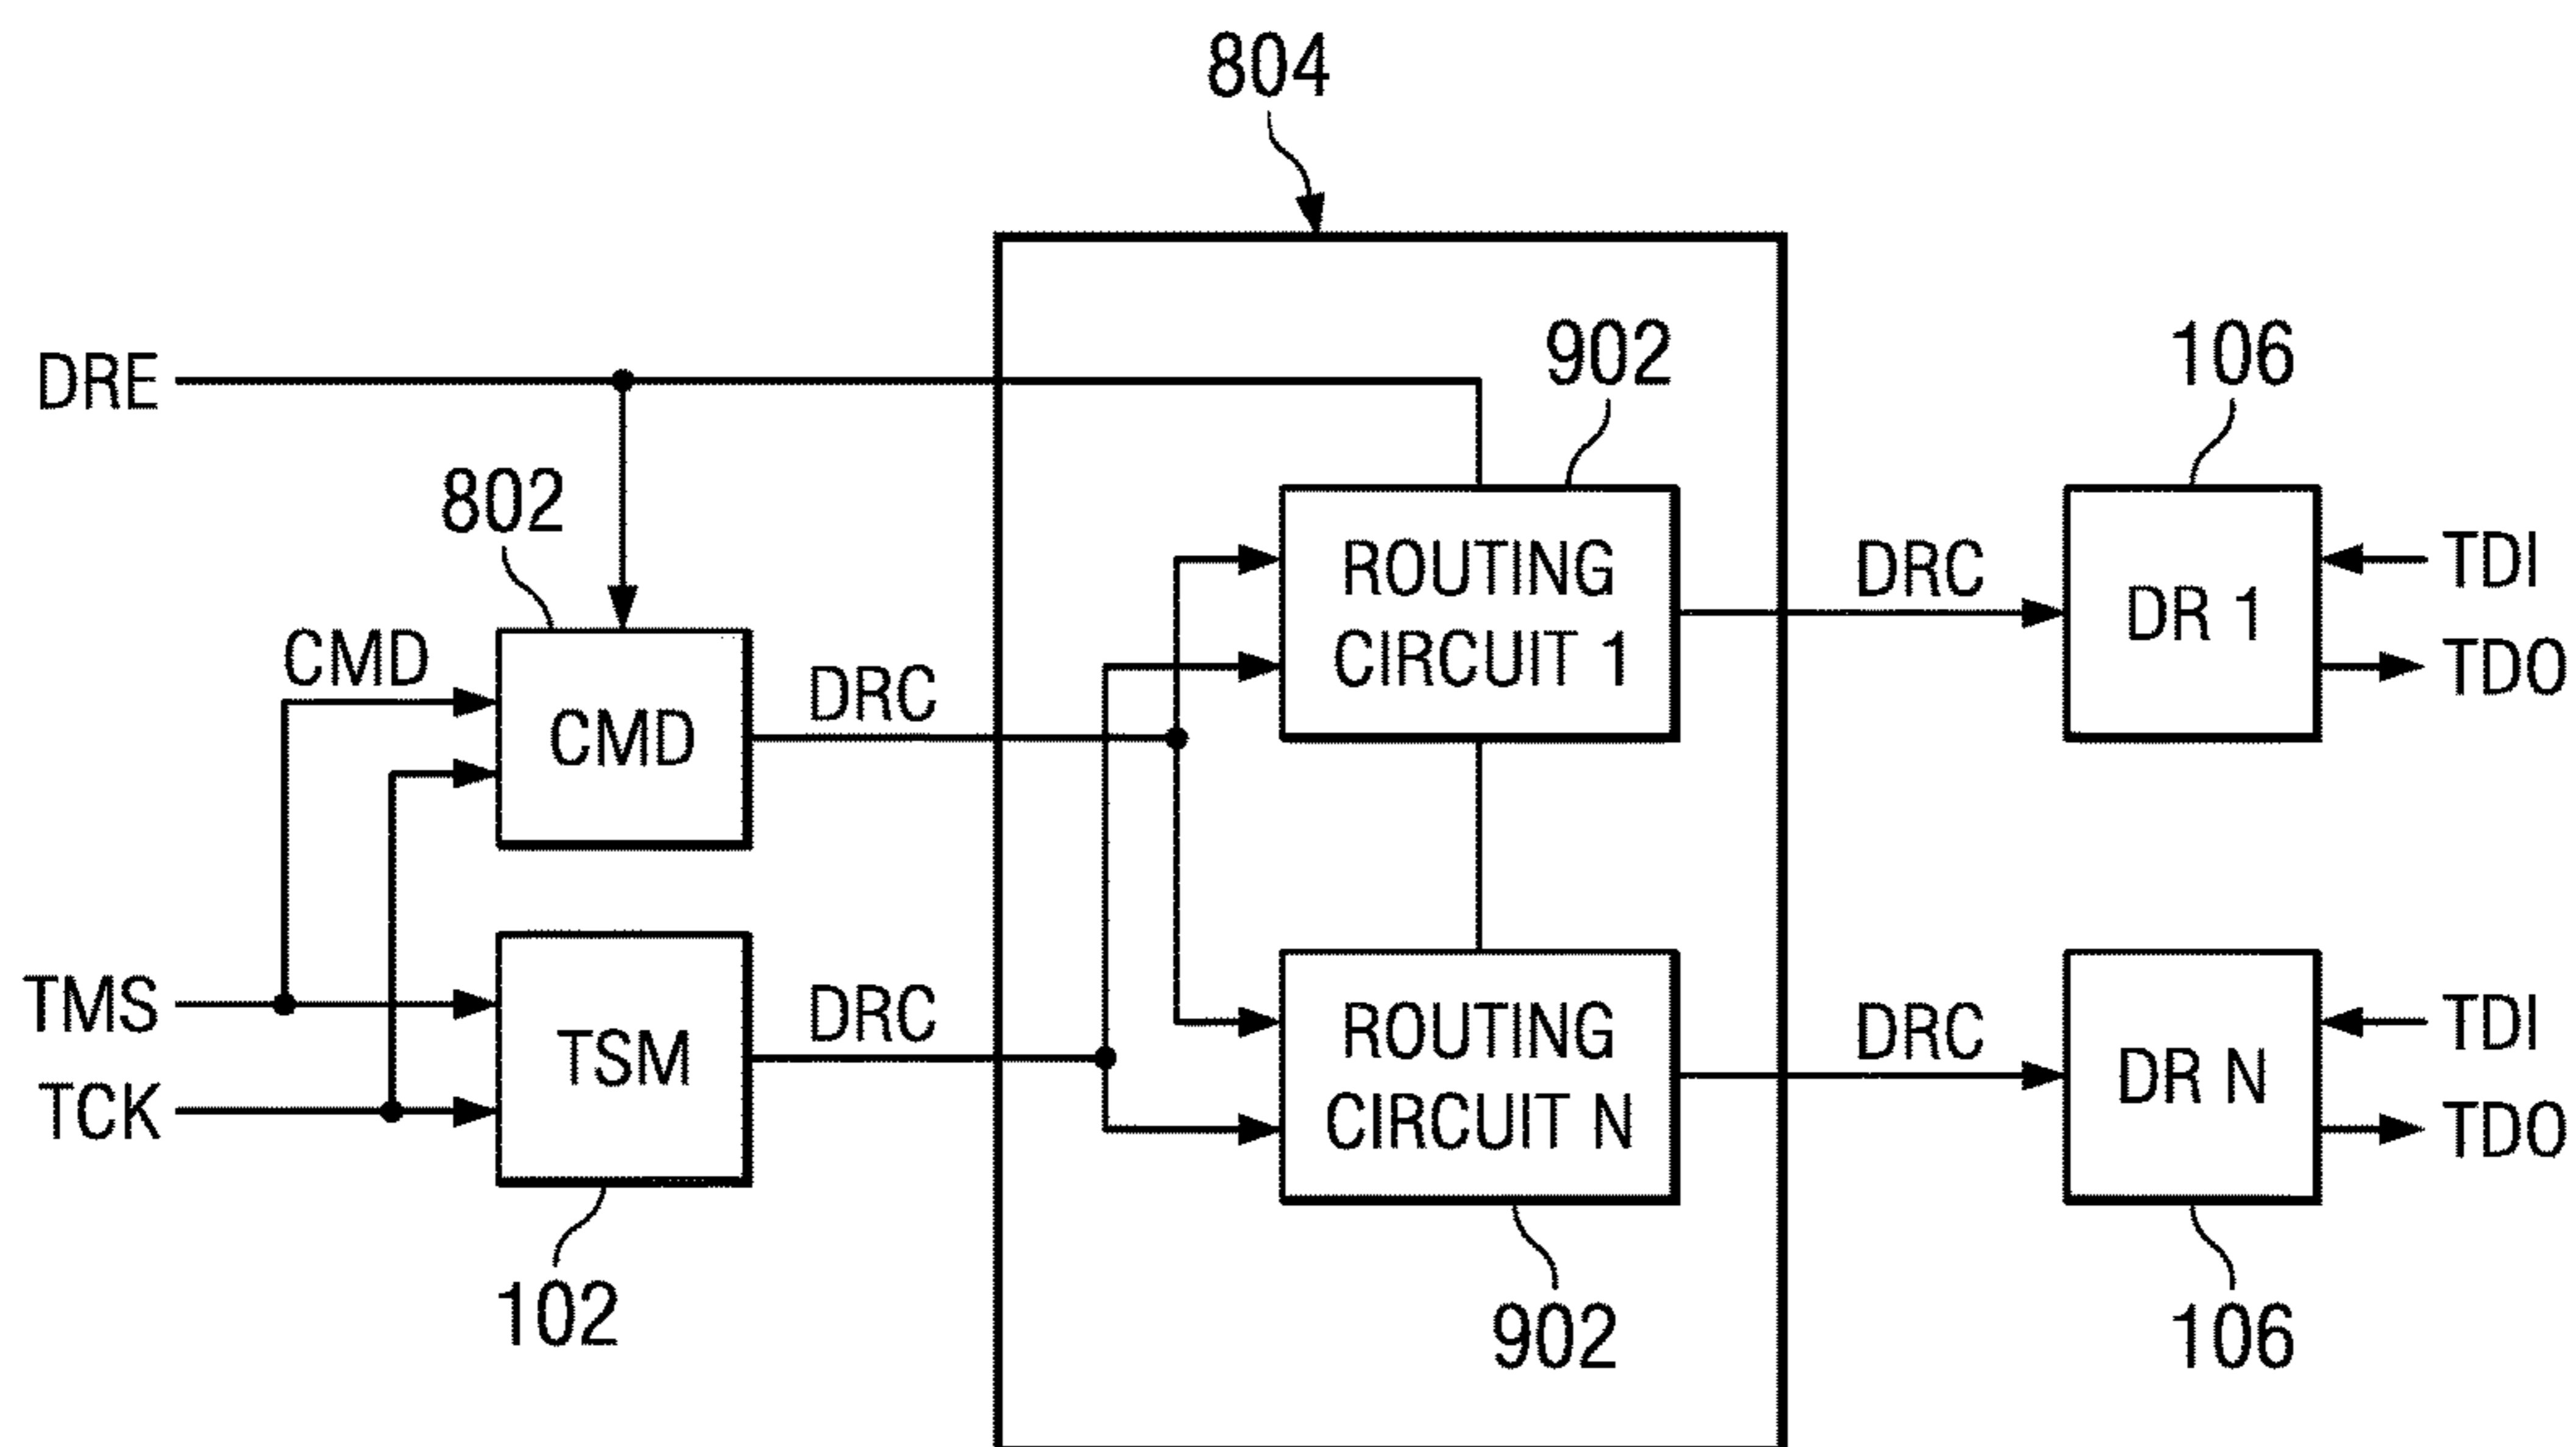 804
DRE
902
106
802
CMD
CMD
DRC
ROUTING
CIRCUIT 1
DRC
DR 1
TDI
TDO
TMS
TCK
TSM
DRC
ROUTING
CIRCUIT N
DRC
DR N
TDI
TDO
102
902
106